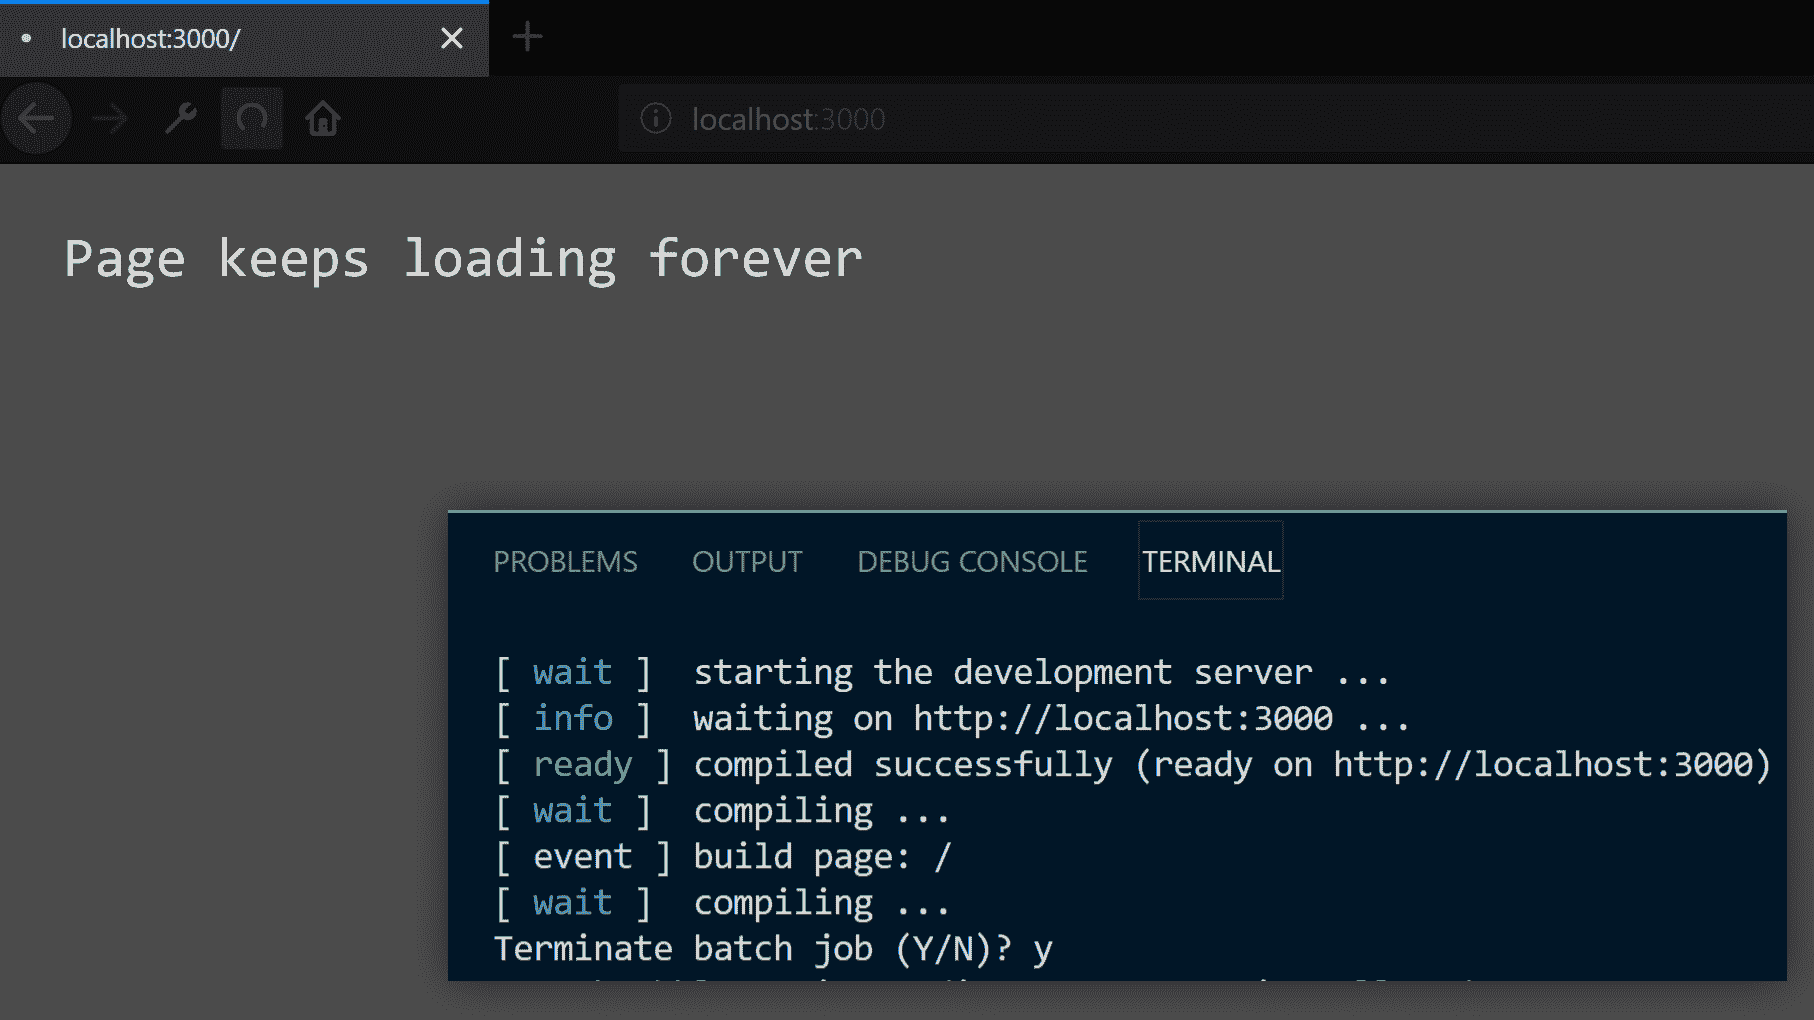 localhost:3000/
localhost:3000
Page keeps loading forever
PROBLEMS OUTPUT DEBUG CONSOLE TERMINAL
[ wait ] starting the development server ...
[ info ] waiting on http://localhost:3000 ...
[ ready ] compiled successfully (ready on http://localhost:3000)
[ wait ] compiling ...
[ event ] build page: /
[ wait ] compiling ...
Terminate batch job (Y/N)? y